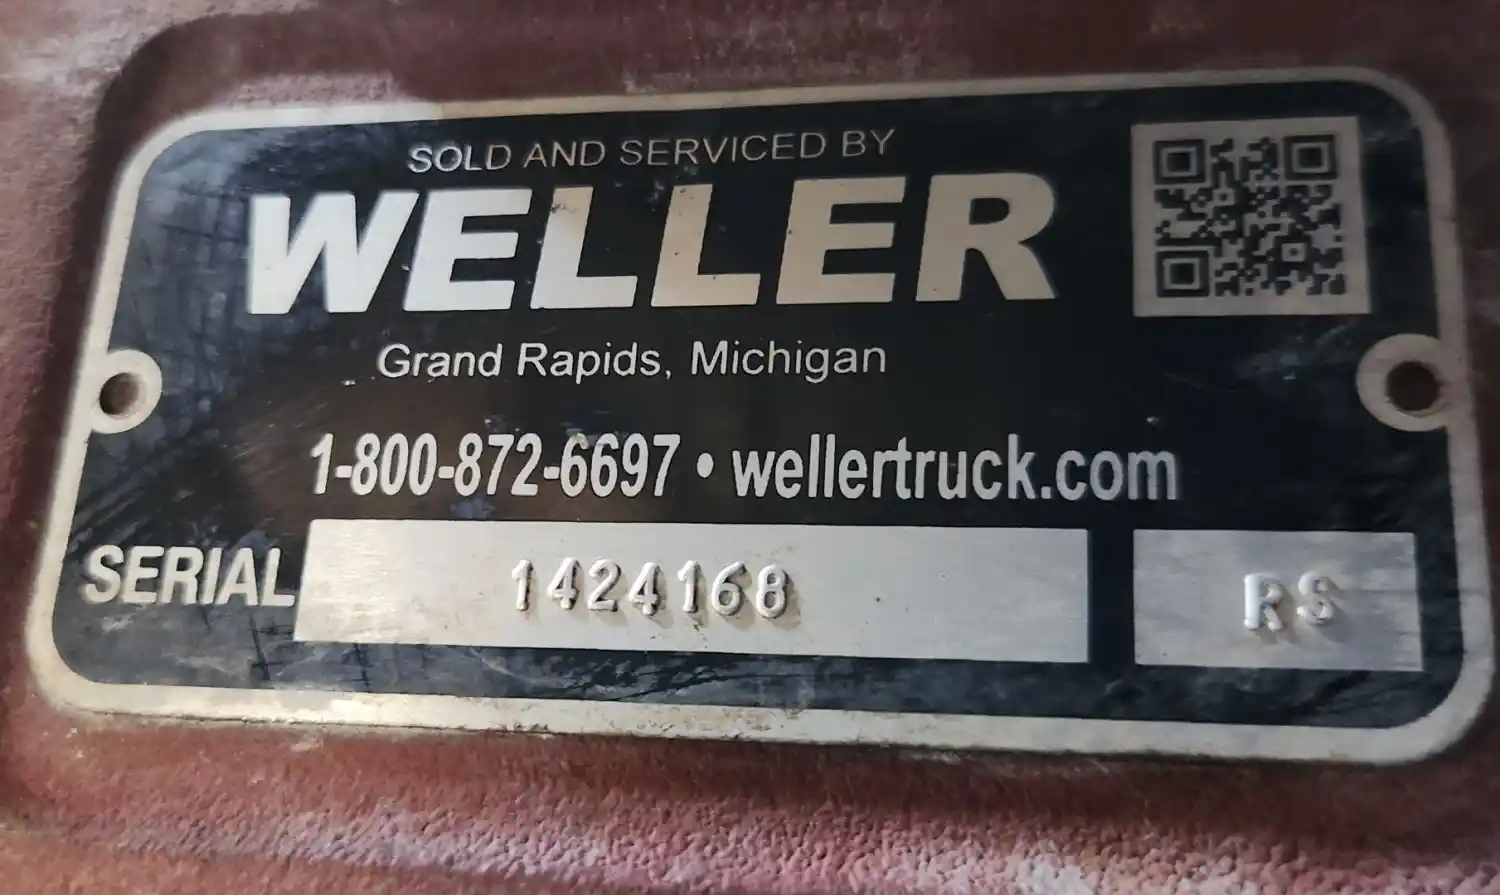 SOLD AND SERVICED BY
WELLER
Grand Rapids, Michigan
1-800-872-6697 • wellertruck.com
SERIAL 1424168 RS